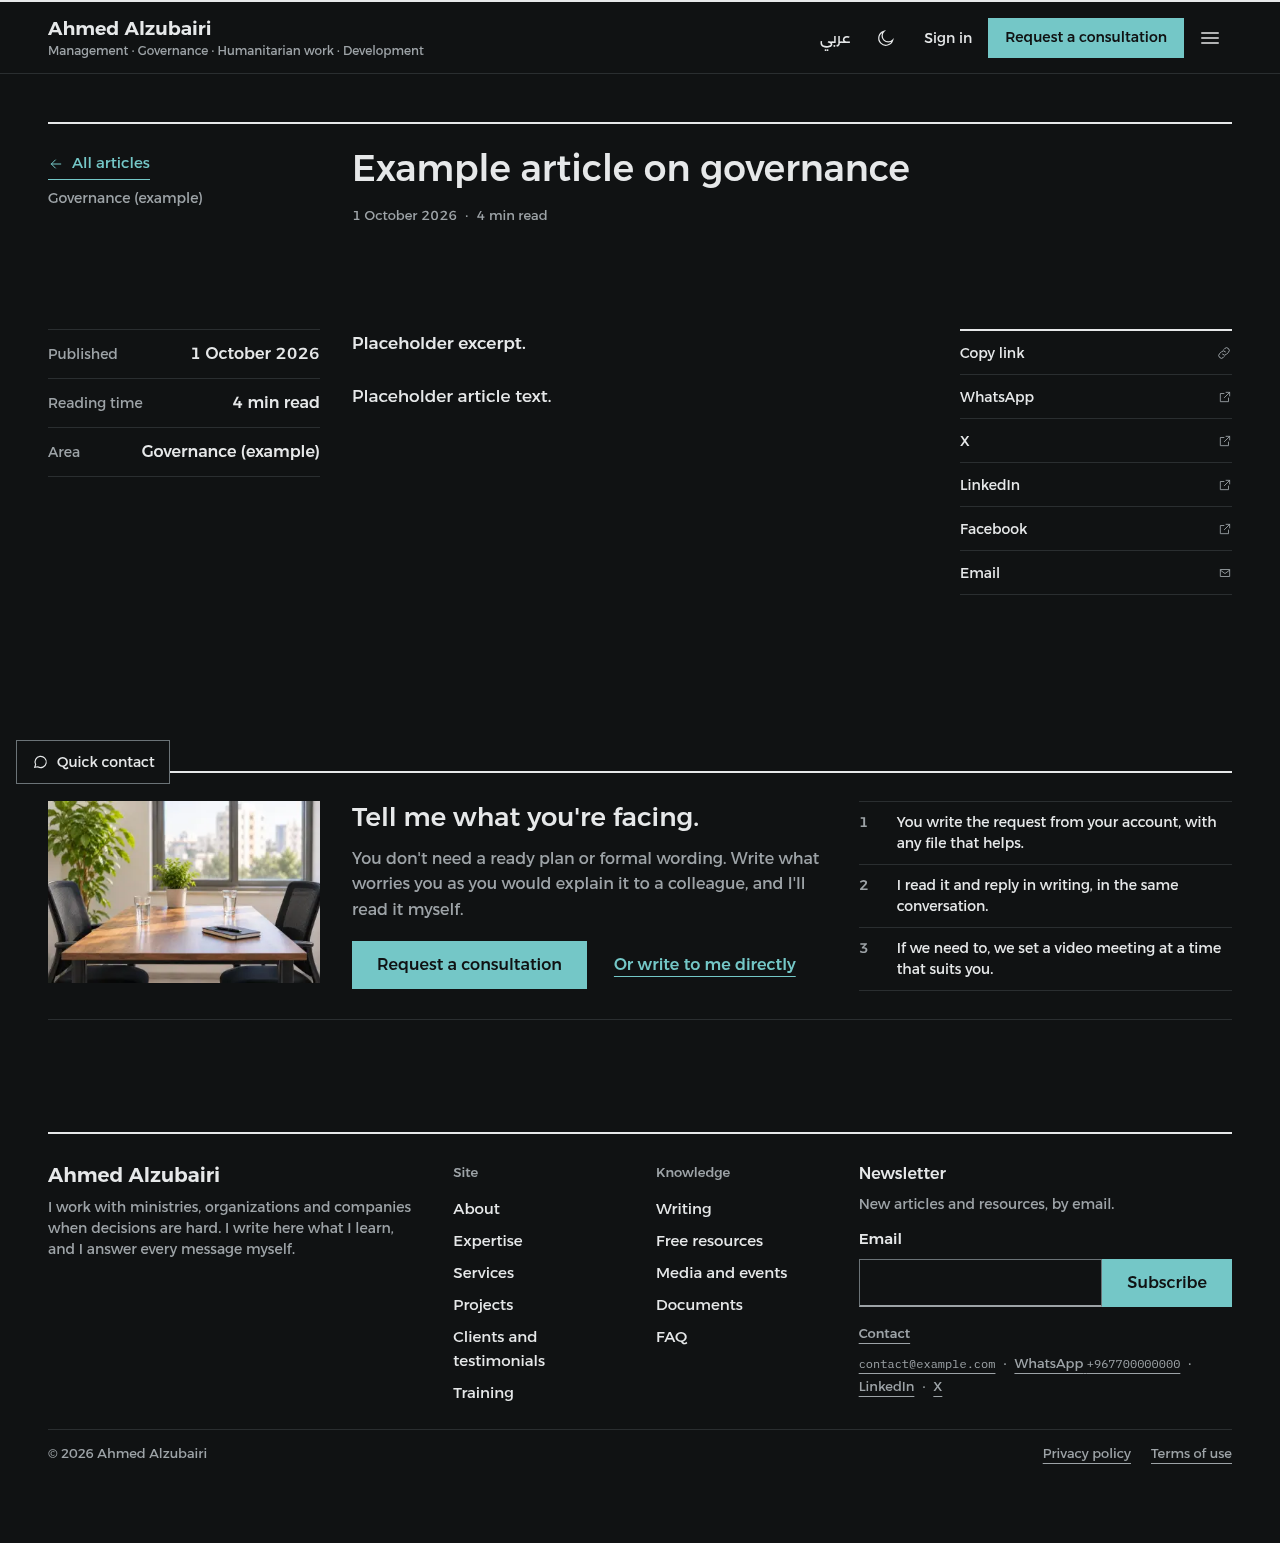 Ahmed Alzubairi
Management · Governance · Humanitarian work · Development
عربي
Sign in
Request a consultation
All articles
Governance (example)
Example article on governance
1 October 2026 · 4 min read
Published 1 October 2026
Reading time 4 min read
Area Governance (example)
Placeholder excerpt.
Placeholder article text.
Copy link
WhatsApp
X
LinkedIn
Facebook
Email
Quick contact
Tell me what you're facing.
You don't need a ready plan or formal wording. Write what
worries you as you would explain it to a colleague, and I'll
read it myself.
Request a consultation
Or write to me directly
1 You write the request from your account, with
any file that helps.
2 I read it and reply in writing, in the same
conversation.
3 If we need to, we set a video meeting at a time
that suits you.
Ahmed Alzubairi
I work with ministries, organizations and companies
when decisions are hard. I write here what I learn,
and I answer every message myself.
Site
About
Expertise
Services
Projects
Clients and
testimonials
Training
Knowledge
Writing
Free resources
Media and events
Documents
FAQ
Newsletter
New articles and resources, by email.
Email
Subscribe
Contact
contact@example.com · WhatsApp +967700000000 ·
LinkedIn · X
© 2026 Ahmed Alzubairi
Privacy policy
Terms of use